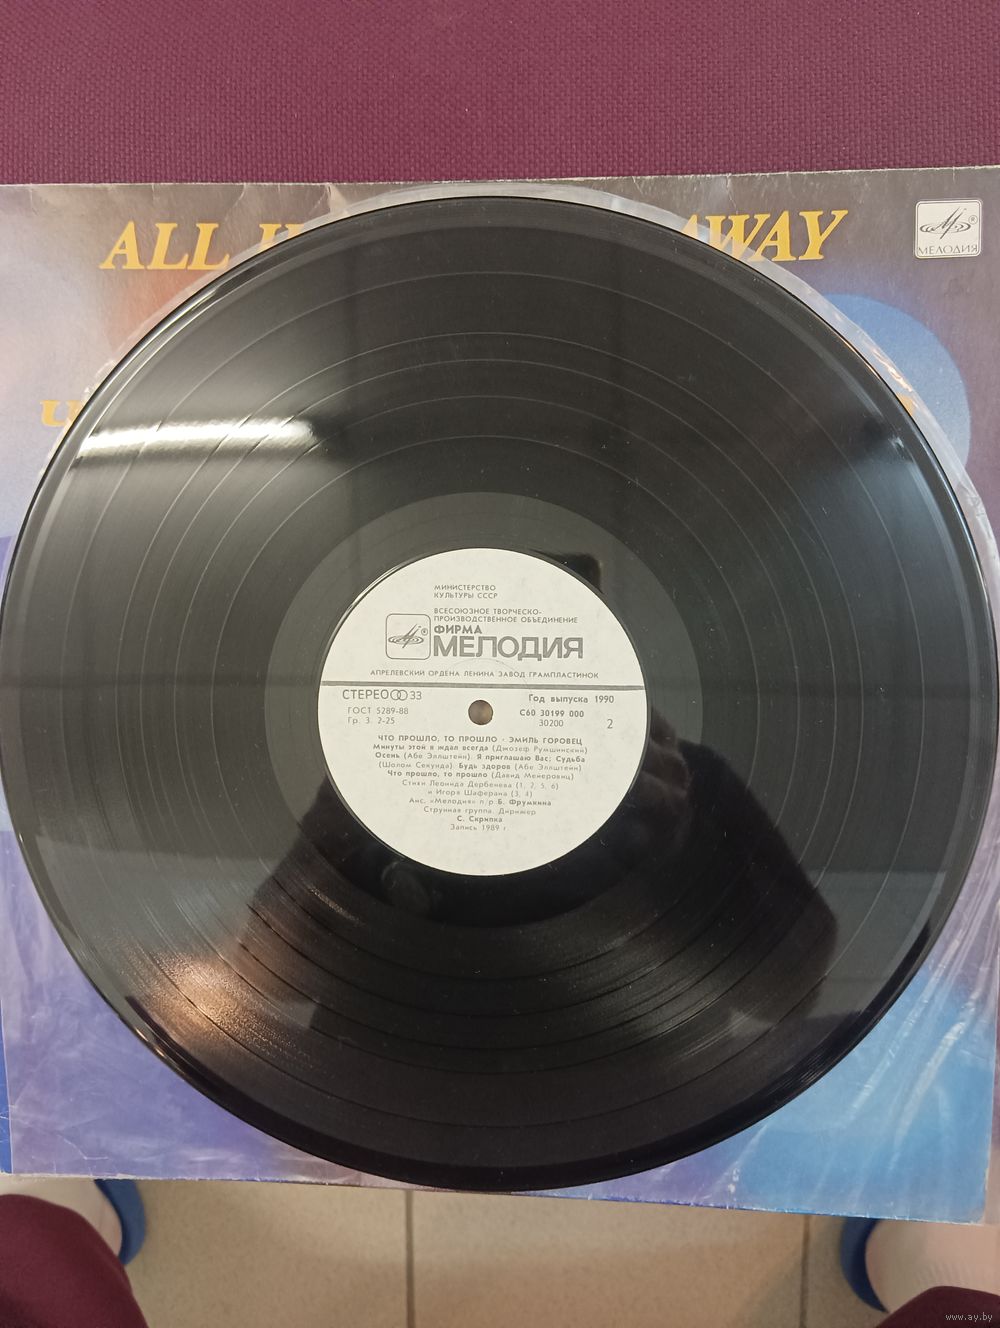 ALL AWAY
МЕЛОДИЯ
МИНИСТЕРСТВО
КУЛЬТУРЫ СССР
ВСЕСОЮЗНОЕ ТВОРЧЕСКО-
ПРОИЗВОДСТВЕННОЕ ОБЪЕДИНЕНИЕ
ФИРМА
МЕЛОДИЯ
АПРЕЛЕВСКИЙ ОРДЕНА ЛЕНИНА ЗАВОД ГРАМПЛАСТИНОК
СТЕРЕО 33
Год выпуска 1990
ГОСТ 5289-88
С60 30199 000
Гр. 3. 2-25
30200
2
ЧТО ПРОШЛО, ТО ПРОШЛО - ЭМИЛЬ ГОРОВЕЦ
Минуты этой я ждал всегда (Джозеф Румшинский)
Осень (Абе Эллштейн). Я приглашаю Вас; Судьба
(Шолом Секунда). Будь здоров (Абе Эллштейн)
Что прошло, то прошло (Давид Мейеровиц)
Стихи Леонида Дербенева (1, 2, 5, 6)
и Игоря Шаферана (3, 4)
Анс. «Мелодия» п/р Б. Фрумкина
Струнная группа. Дирижер
С. Скрипка
Запись 1989 г
www.ay.by